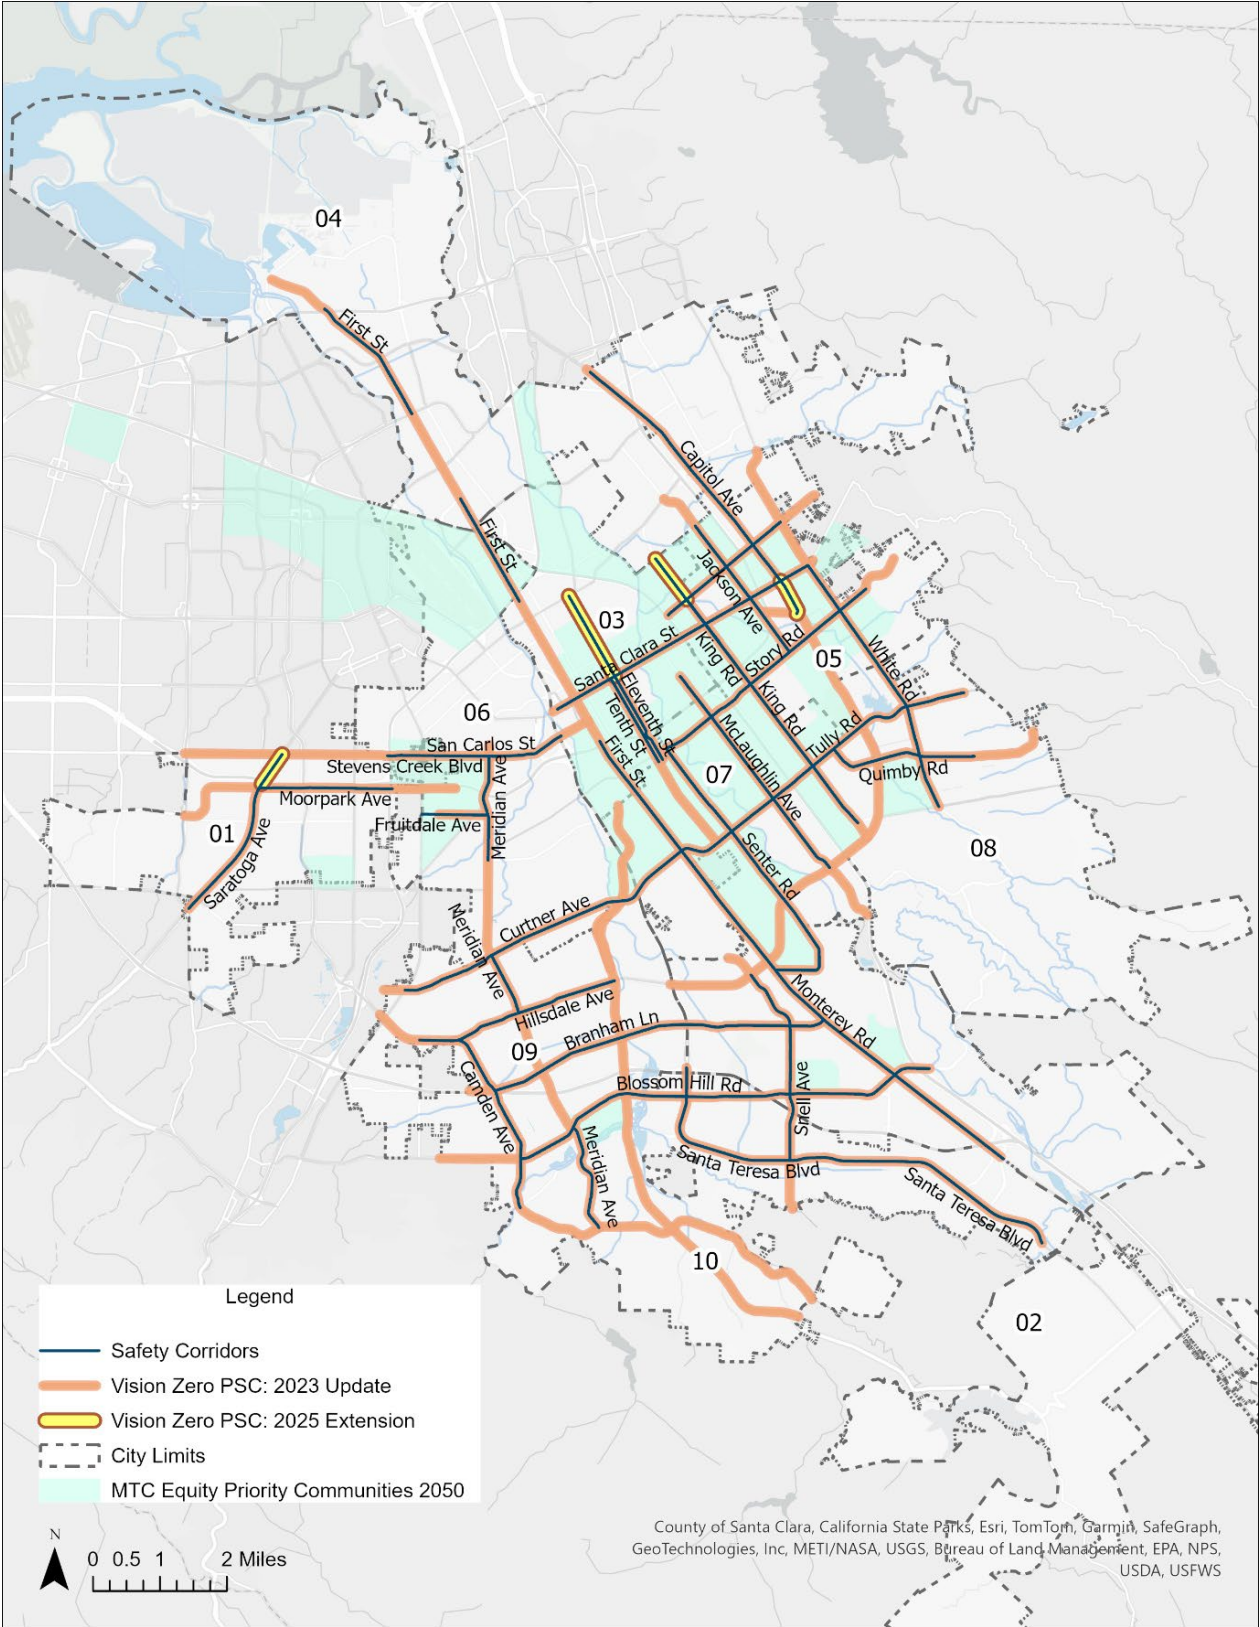 04
First St
Capitol Ave
First St
Jackson Ave
03
Santa Clara St
King Rd
Story Rd
05
White Rd
Eleventh St
Tenth St
King Rd
06
San Carlos St
Stevens Creek Blvd
First St
McLaughlin Ave
Tully Rd
Quimby Rd
07
Moorpark Ave
Meridian Ave
Fruitdale Ave
01
Saratoga Ave
08
Senter Rd
Curtner Ave
Meridian Ave
Hillsdale Ave
Branham Ln
Monterey Rd
09
Camden Ave
Blossom Hill Rd
Snell Ave
Meridian Ave
Santa Teresa Blvd
Santa Teresa Blvd
10
02
Legend
Safety Corridors
Vision Zero PSC: 2023 Update
Vision Zero PSC: 2025 Extension
City Limits
MTC Equity Priority Communities 2050
N
0 0.5 1 2 Miles
County of Santa Clara, California State Parks, Esri, TomTom, Garmin, SafeGraph,
GeoTechnologies, Inc, METI/NASA, USGS, Bureau of Land Management, EPA, NPS,
USDA, USFWS